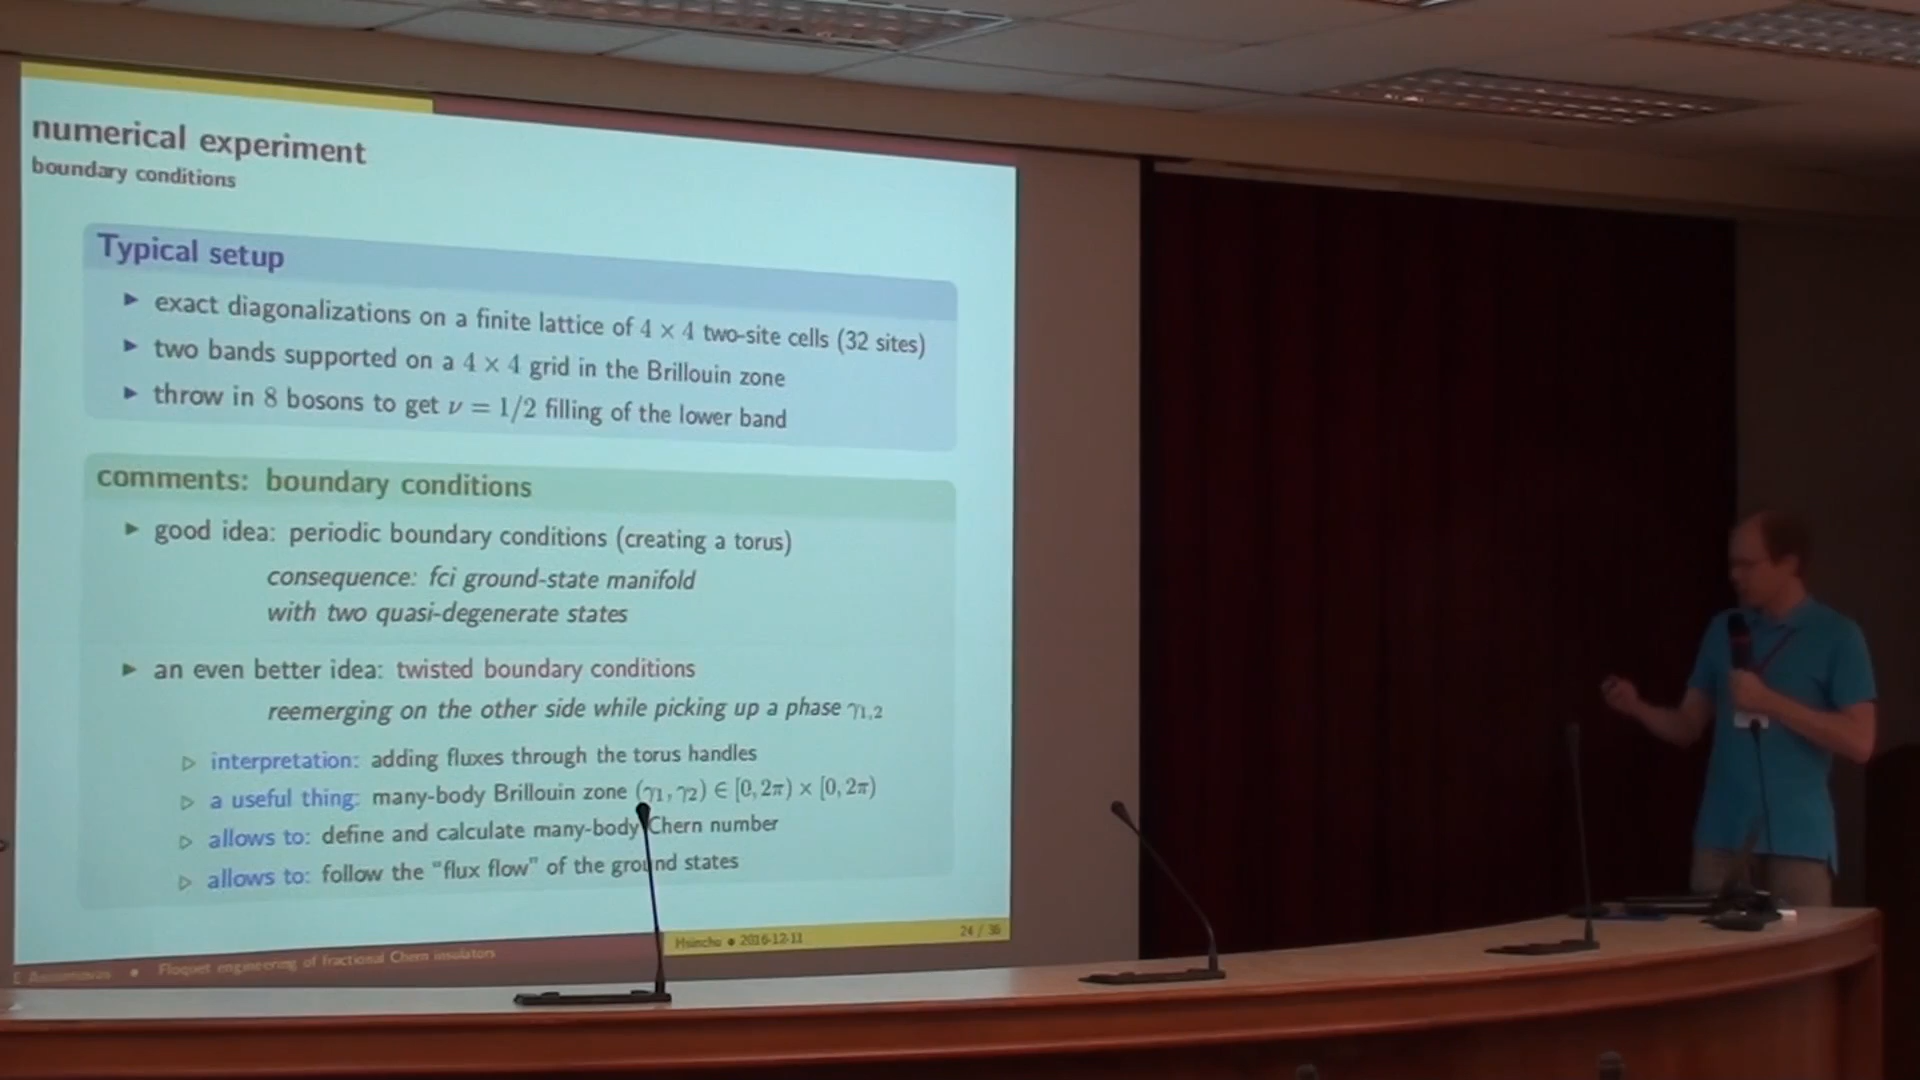 numerical experiment
boundary conditions
Typical setup
▶ exact diagonalizations on a finite lattice of 4 × 4 two-site cells (32 sites)
▶ two bands supported on a 4 × 4 grid in the Brillouin zone
▶ throw in 8 bosons to get ν = 1/2 filling of the lower band
comments: boundary conditions
▶ good idea: periodic boundary conditions (creating a torus)
consequence: fci ground-state manifold
with two quasi-degenerate states
▶ an even better idea: twisted boundary conditions
reemerging on the other side while picking up a phase γ1,2
▷ interpretation: adding fluxes through the torus handles
▷ a useful thing: many-body Brillouin zone (γ1, γ2) ∈ [0, 2π) × [0, 2π)
▷ allows to: define and calculate many-body Chern number
▷ allows to: follow the "flux flow" of the ground states
● Floquet engineering of fractional Chern insulators
Hsinchu ● 2016-12-11
24 / 36